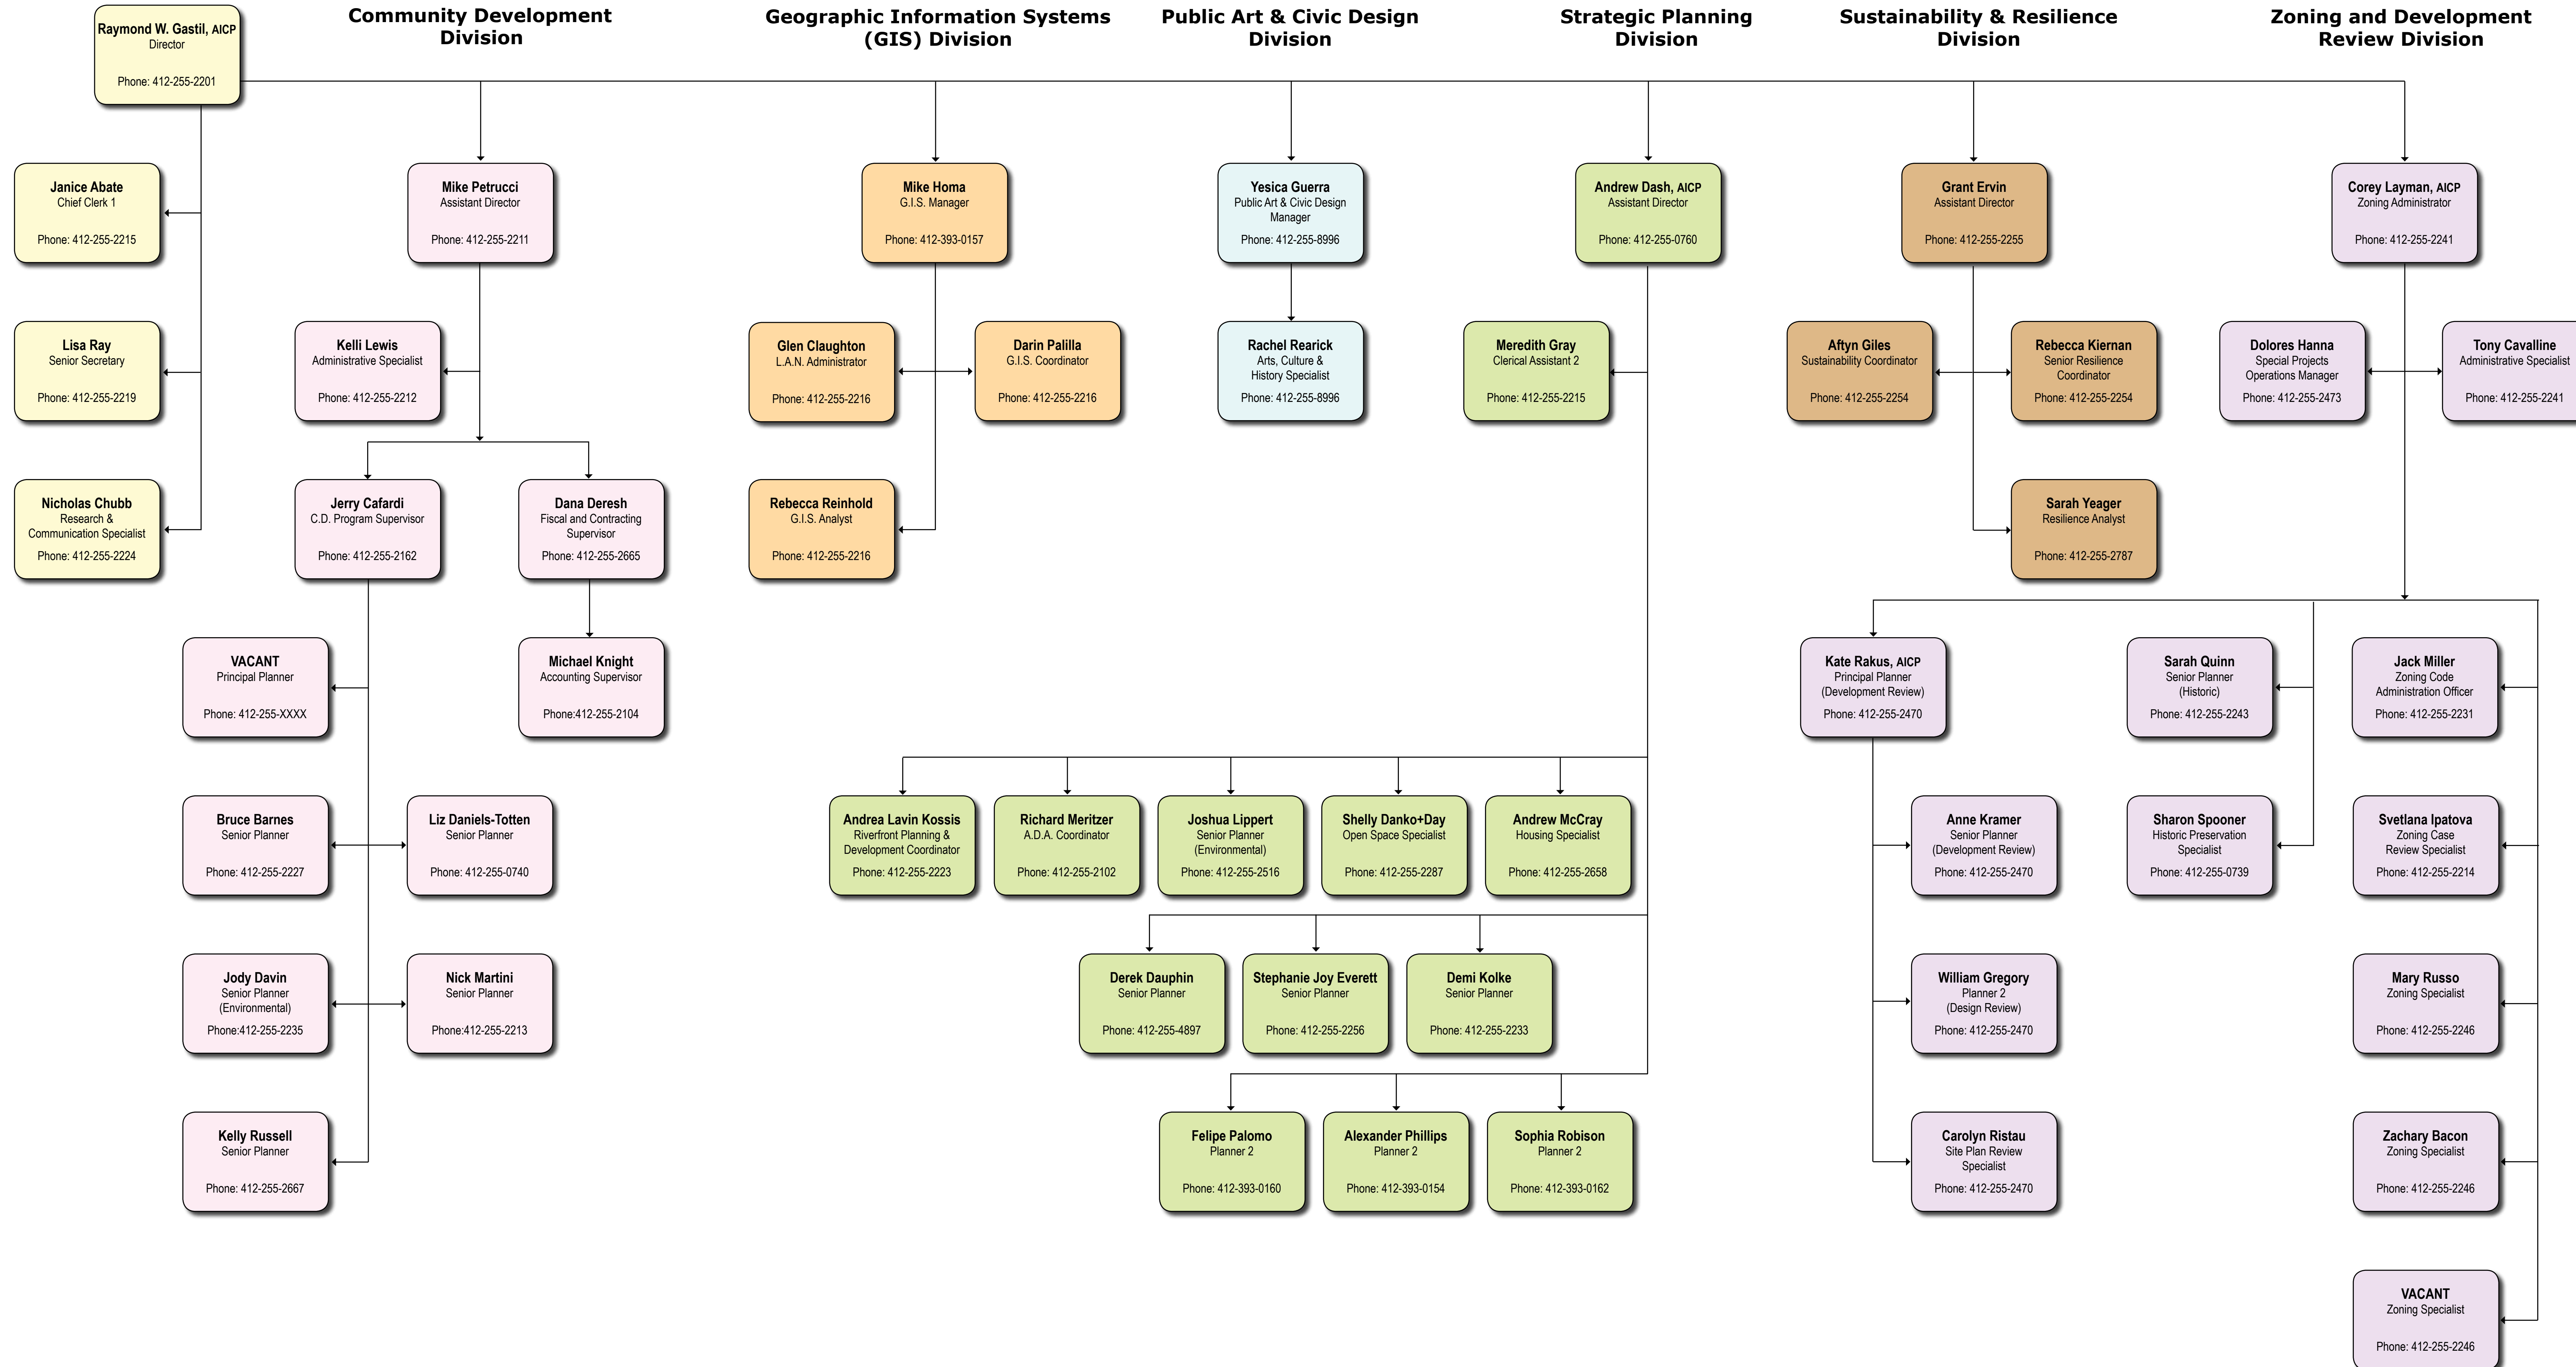 Raymond W. Gastil, AICP
Director
Phone: 412-255-2201
Janice Abate
Chief Clerk 1
Phone: 412-255-2215
Lisa Ray
Senior Secretary
Phone: 412-255-2219
Nicholas Chubb
Research &
Communication Specialist
Phone: 412-255-2224
Community Development
Division
Mike Petrucci
Assistant Director
Phone: 412-255-2211
Kelli Lewis
Administrative Specialist
Phone: 412-255-2212
Jerry Cafardi
C.D. Program Supervisor
Phone: 412-255-2162
Dana Deresh
Fiscal and Contracting
Supervisor
Phone: 412-255-2665
VACANT
Principal Planner
Phone: 412-255-XXXX
Michael Knight
Accounting Supervisor
Phone:412-255-2104
Bruce Barnes
Senior Planner
Phone: 412-255-2227
Liz Daniels-Totten
Senior Planner
Phone: 412-255-0740
Jody Davin
Senior Planner
(Environmental)
Phone:412-255-2235
Nick Martini
Senior Planner
Phone:412-255-2213
Kelly Russell
Senior Planner
Phone: 412-255-2667
Geographic Information Systems
(GIS) Division
Mike Homa
G.I.S. Manager
Phone: 412-393-0157
Glen Claughton
L.A.N. Administrator
Phone: 412-255-2216
Darin Palilla
G.I.S. Coordinator
Phone: 412-255-2216
Rebecca Reinhold
G.I.S. Analyst
Phone: 412-255-2216
Public Art & Civic Design
Division
Yesica Guerra
Public Art & Civic Design
Manager
Phone: 412-255-8996
Rachel Rearick
Arts, Culture &
History Specialist
Phone: 412-255-8996
Strategic Planning
Division
Andrew Dash, AICP
Assistant Director
Phone: 412-255-0760
Meredith Gray
Clerical Assistant 2
Phone: 412-255-2215
Andrea Lavin Kossis
Riverfront Planning &
Development Coordinator
Phone: 412-255-2223
Richard Meritzer
A.D.A. Coordinator
Phone: 412-255-2102
Joshua Lippert
Senior Planner
(Environmental)
Phone: 412-255-2516
Shelly Danko+Day
Open Space Specialist
Phone: 412-255-2287
Andrew McCray
Housing Specialist
Phone: 412-255-2658
Derek Dauphin
Senior Planner
Phone: 412-255-4897
Stephanie Joy Everett
Senior Planner
Phone: 412-255-2256
Demi Kolke
Senior Planner
Phone: 412-255-2233
Felipe Palomo
Planner 2
Phone: 412-393-0160
Alexander Phillips
Planner 2
Phone: 412-393-0154
Sophia Robison
Planner 2
Phone: 412-393-0162
Sustainability & Resilience
Division
Grant Ervin
Assistant Director
Phone: 412-255-2255
Aftyn Giles
Sustainability Coordinator
Phone: 412-255-2254
Rebecca Kiernan
Senior Resilience
Coordinator
Phone: 412-255-2254
Sarah Yeager
Resilience Analyst
Phone: 412-255-2787
Zoning and Development
Review Division
Corey Layman, AICP
Zoning Administrator
Phone: 412-255-2241
Dolores Hanna
Special Projects
Operations Manager
Phone: 412-255-2473
Tony Cavalline
Administrative Specialist
Phone: 412-255-2241
Kate Rakus, AICP
Principal Planner
(Development Review)
Phone: 412-255-2470
Anne Kramer
Senior Planner
(Development Review)
Phone: 412-255-2470
William Gregory
Planner 2
(Design Review)
Phone: 412-255-2470
Carolyn Ristau
Site Plan Review
Specialist
Phone: 412-255-2470
Sarah Quinn
Senior Planner
(Historic)
Phone: 412-255-2243
Sharon Spooner
Historic Preservation
Specialist
Phone: 412-255-0739
Jack Miller
Zoning Code
Administration Officer
Phone: 412-255-2231
Svetlana Ipatova
Zoning Case
Review Specialist
Phone: 412-255-2214
Mary Russo
Zoning Specialist
Phone: 412-255-2246
Zachary Bacon
Zoning Specialist
Phone: 412-255-2246
VACANT
Zoning Specialist
Phone: 412-255-2246